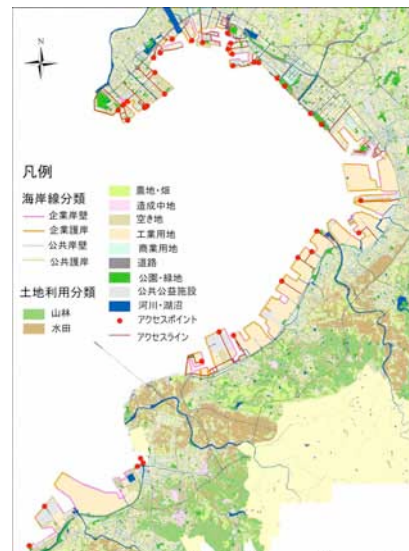 凡例
海岸線分類
企業岸壁
企業護岸
公共岸壁
公共護岸
土地利用分類
山林
水田
農地・畑
造成中地
空き地
工業用地
商業用地
道路
公園・緑地
公共公益施設
河川・湖沼
アクセスポイント
アクセスライン